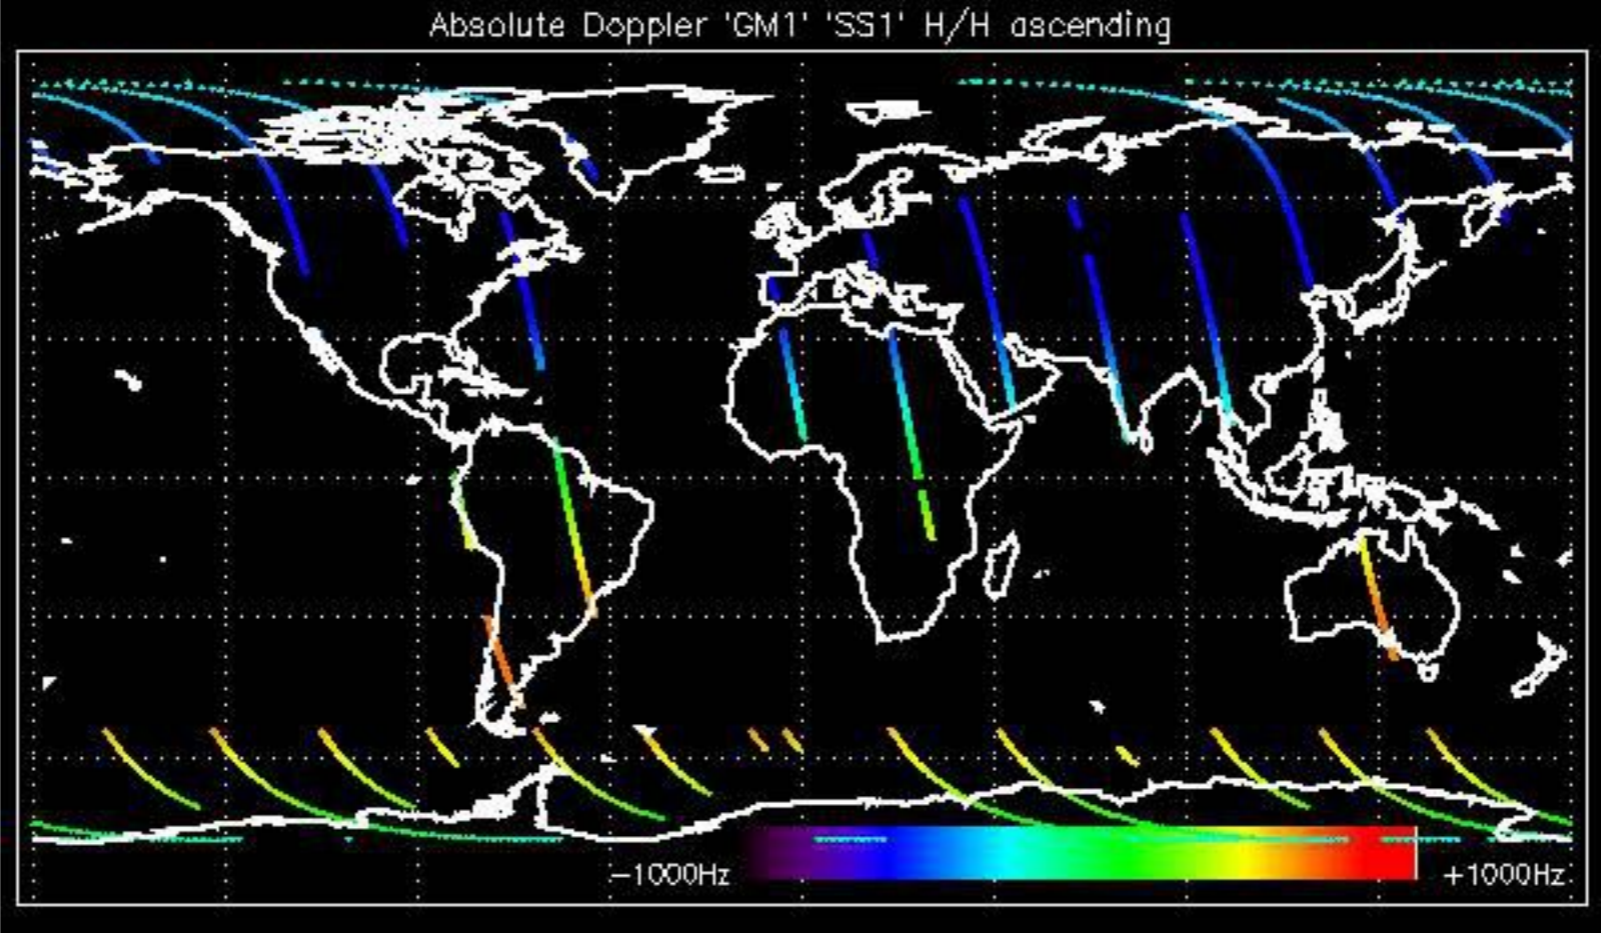 Absolute Doppler 'GM1' 'SS1' H/H ascending
−1000Hz +1000Hz